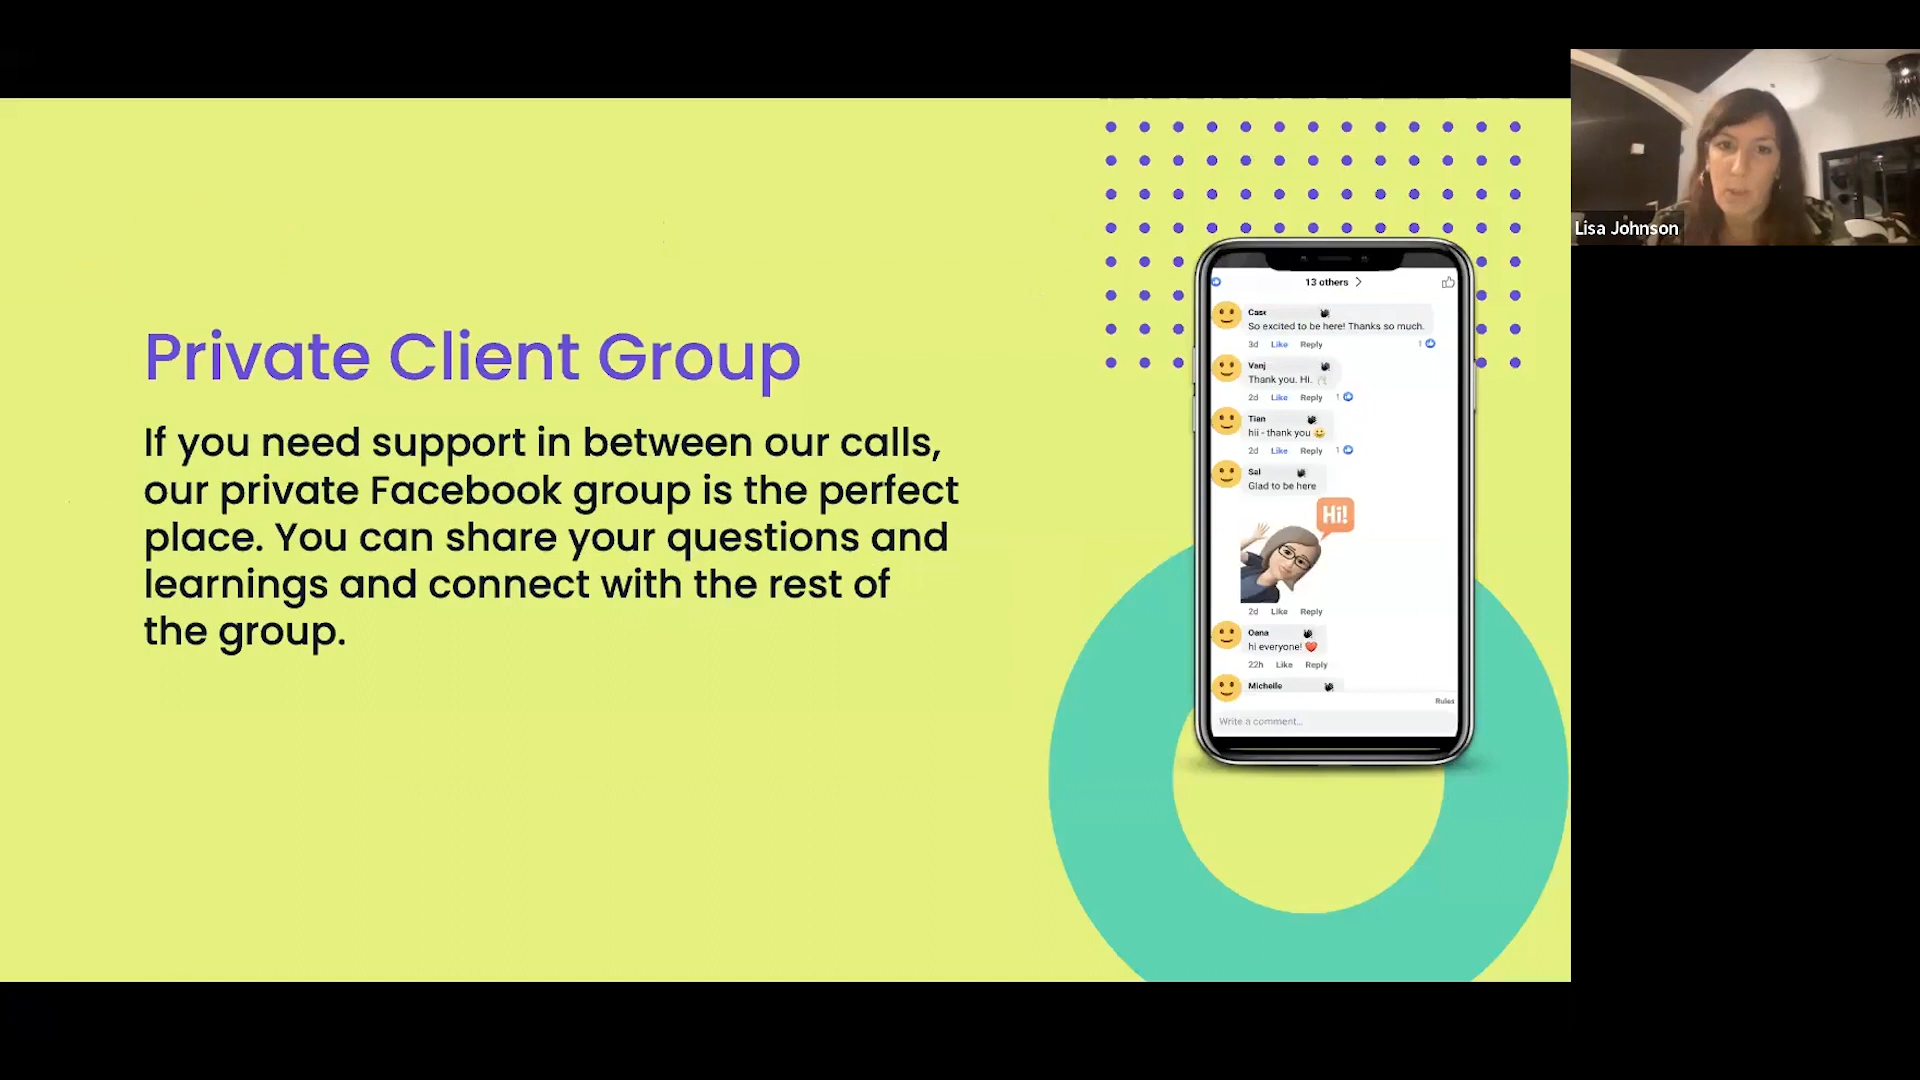 Private Client Group
If you need support in between our calls,
our private Facebook group is the perfect
place. You can share your questions and
learnings and connect with the rest of
the group.
13 others
Case
So excited to be here! Thanks so much.
3d Like Reply 1
Vanj
Thank you. Hi.
2d Like Reply 1
Tian
hii - thank you 😀
2d Like Reply 1
Sal
Glad to be here
Hi!
2d Like Reply
Oana
hi everyone! ❤️
22h Like Reply
Michelle
Rules
Write a comment...
Lisa Johnson